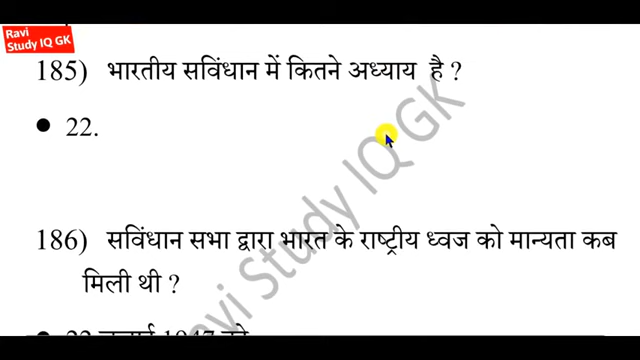 Ravi
Study IQ GK
185) भारतीय सविंधान में कितने अध्याय है ?
● 22.
186) सविंधान सभा द्वारा भारत के राष्ट्रीय ध्वज को मान्यता कब
मिली थी ?
Ravi Study IQ GK